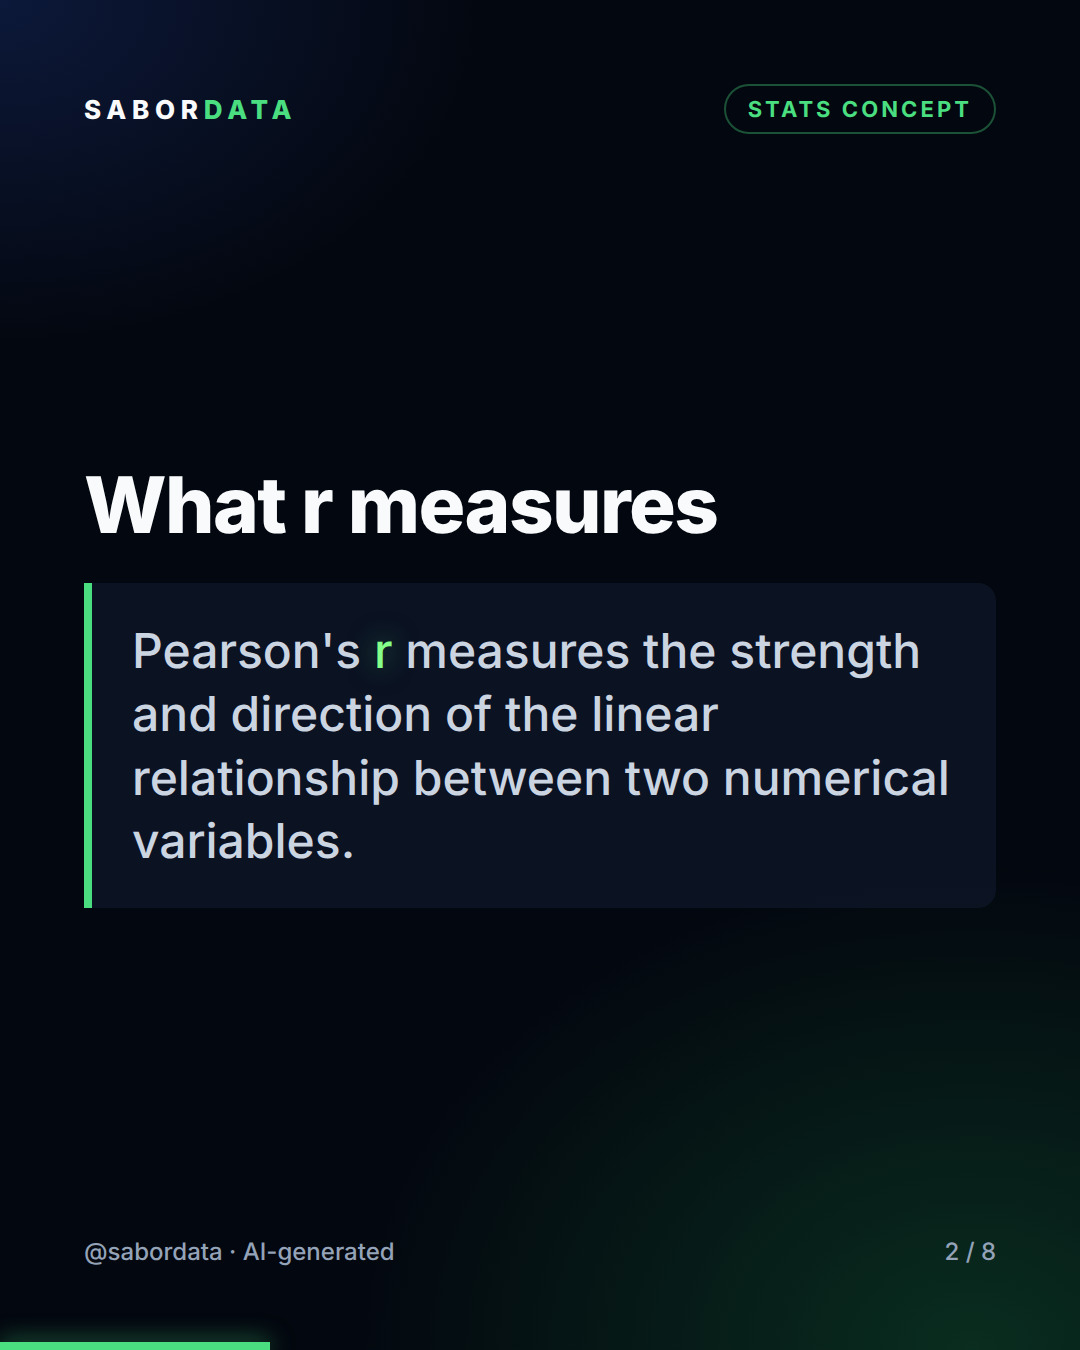 SABORDATA
STATS CONCEPT
What r measures
Pearson's r measures the strength
and direction of the linear
relationship between two numerical
variables.
@sabordata · AI-generated
2 / 8